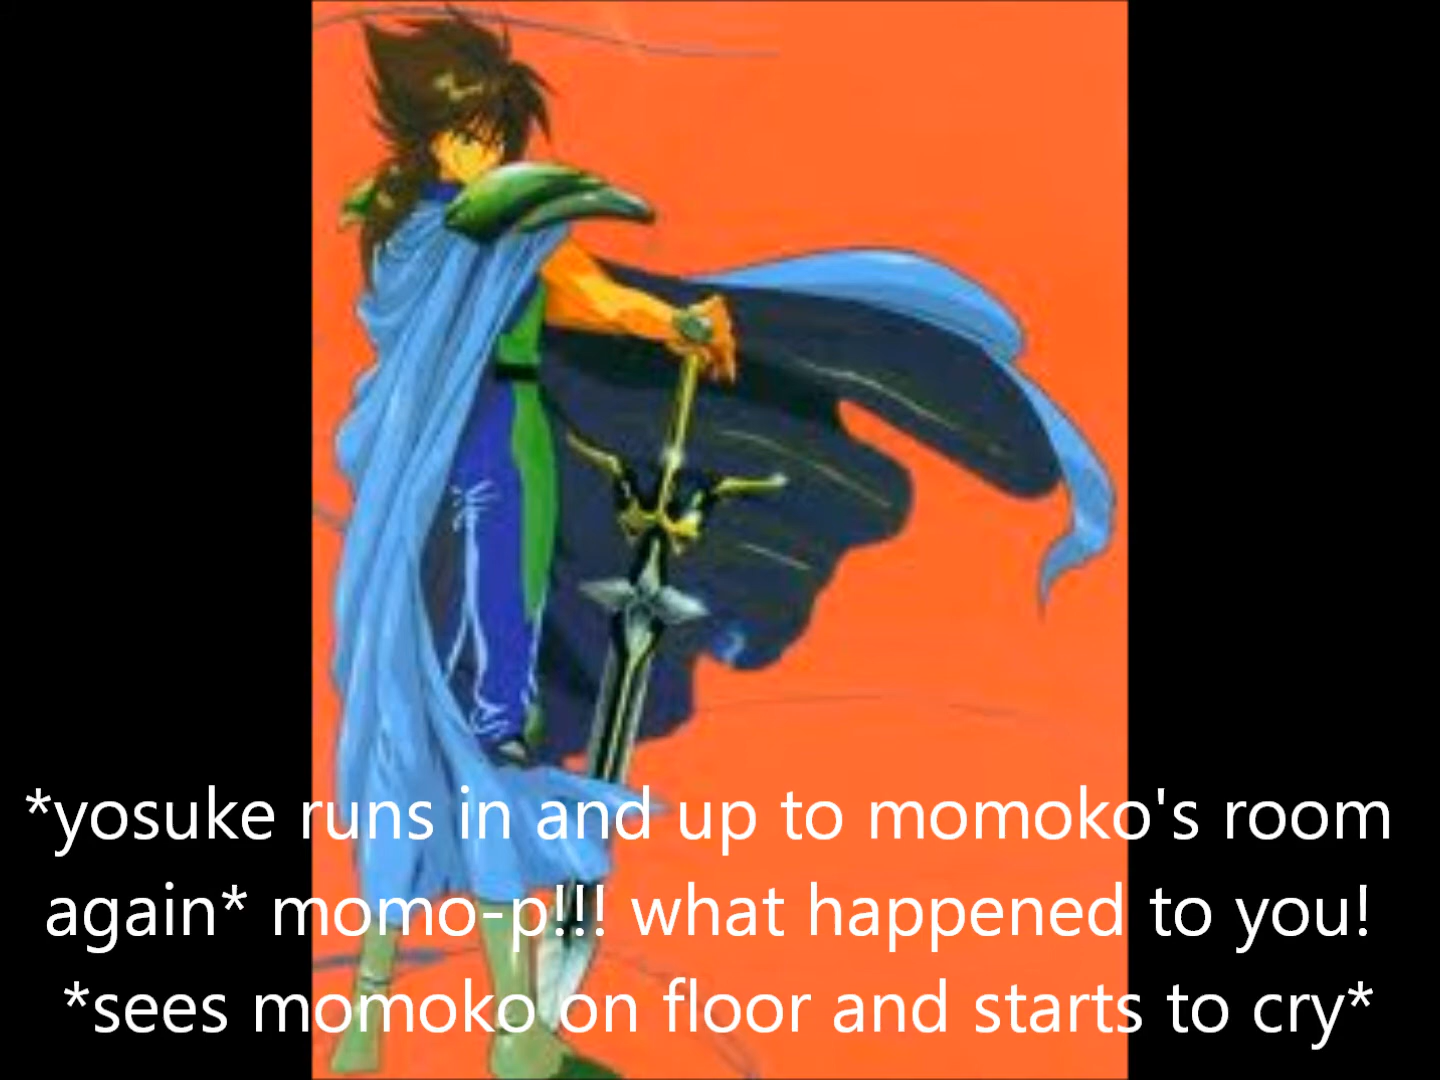 *yosuke runs in and up to momoko's room
again* momo-p!!! what happened to you!
*sees momoko on floor and starts to cry*